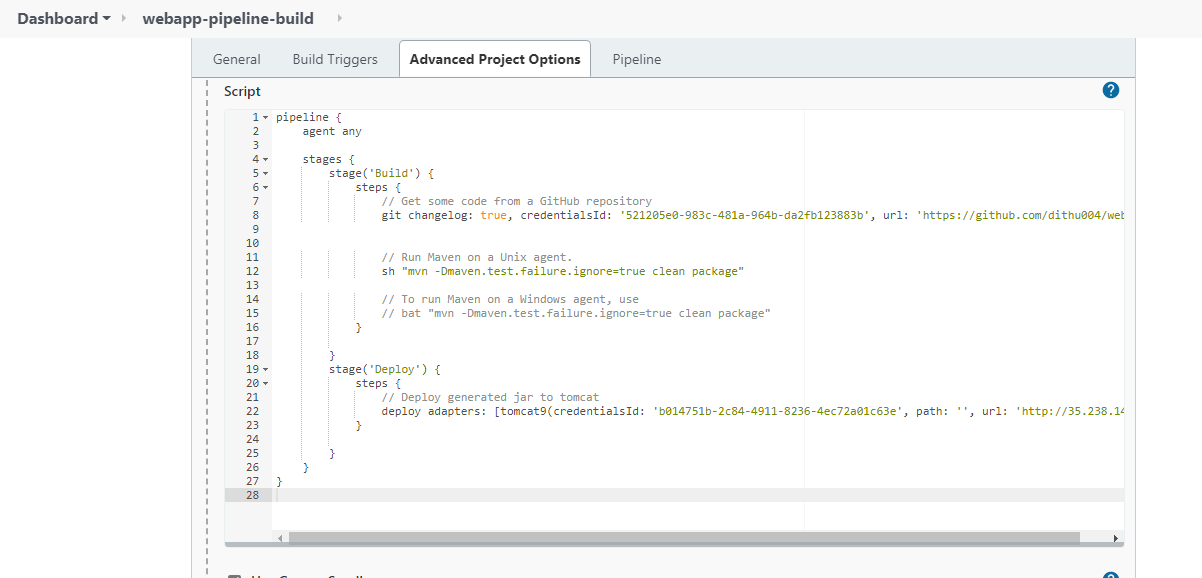 Dashboard webapp-pipeline-build
General Build Triggers Advanced Project Options Pipeline
Script ?
1 pipeline {
2     agent any
3
4     stages {
5         stage('Build') {
6             steps {
7                 // Get some code from a GitHub repository
8                 git changelog: true, credentialsId: '521205e0-983c-481a-964b-da2fb123883b', url: 'https://github.com/dithu004/web
9
10
11                 // Run Maven on a Unix agent.
12                 sh "mvn -Dmaven.test.failure.ignore=true clean package"
13
14                 // To run Maven on a Windows agent, use
15                 // bat "mvn -Dmaven.test.failure.ignore=true clean package"
16             }
17
18         }
19         stage('Deploy') {
20             steps {
21                 // Deploy generated jar to tomcat
22                 deploy adapters: [tomcat9(credentialsId: 'b014751b-2c84-4911-8236-4ec72a01c63e', path: '', url: 'http://35.238.14
23             }
24
25         }
26     }
27 }
28